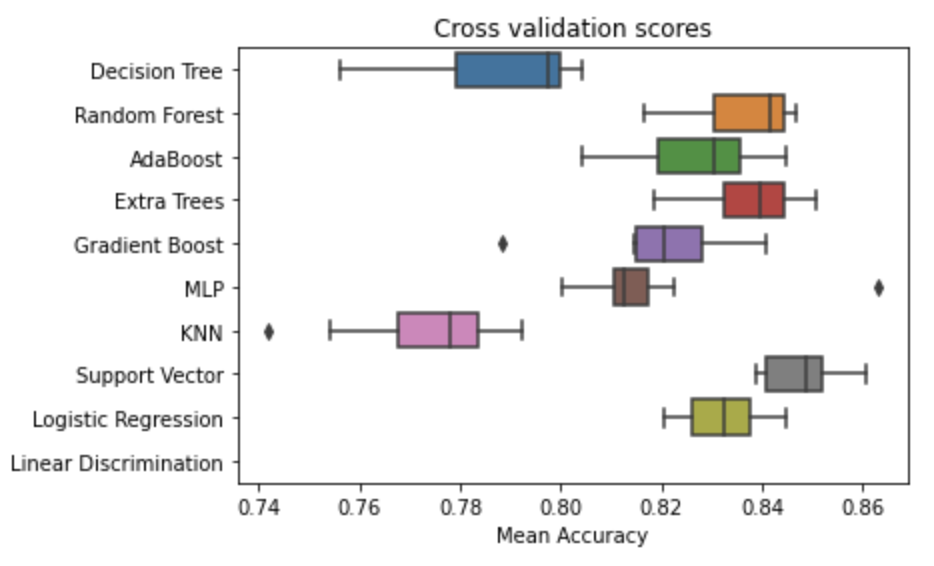 Cross validation scores
Decision Tree
Random Forest
AdaBoost
Extra Trees
Gradient Boost
MLP
KNN
Support Vector
Logistic Regression
Linear Discrimination
0.74 0.76 0.78 0.80 0.82 0.84 0.86
Mean Accuracy